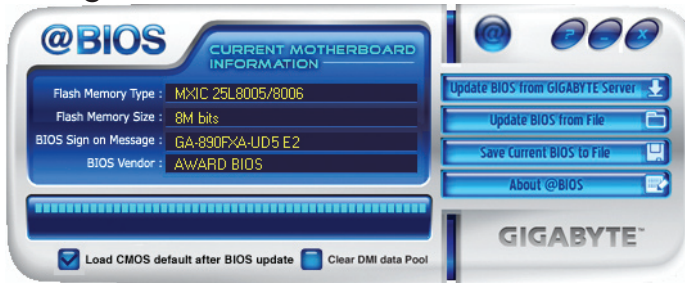 @BIOS
CURRENT MOTHERBOARD
INFORMATION
Flash Memory Type : MXIC 25L8005/8006
Flash Memory Size : 8M bits
BIOS Sign on Message : GA-890FXA-UD5 E2
BIOS Vendor : AWARD BIOS
Load CMOS default after BIOS update Clear DMI data Pool
@ ? _ X
Update BIOS from GIGABYTE Server
Update BIOS from File
Save Current BIOS to File
About @BIOS
GIGABYTE™